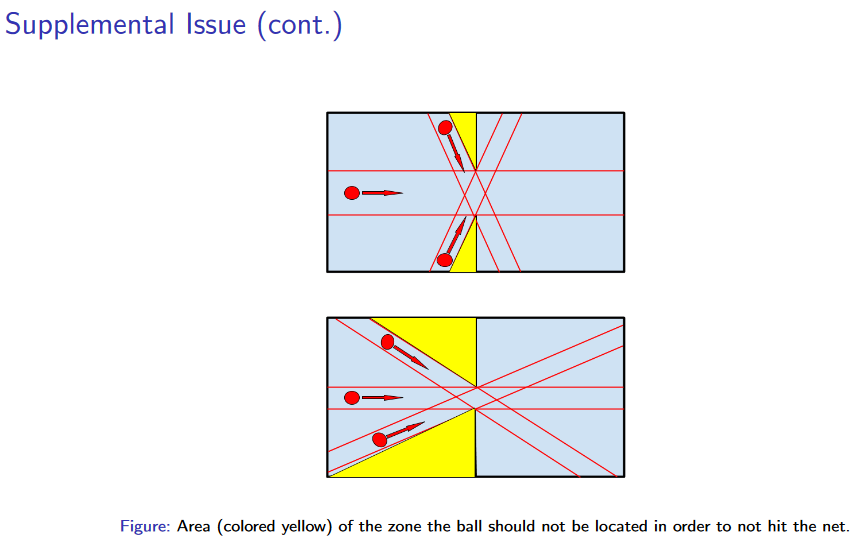 Supplemental Issue (cont.)
Figure: Area (colored yellow) of the zone the ball should not be located in order to not hit the net.